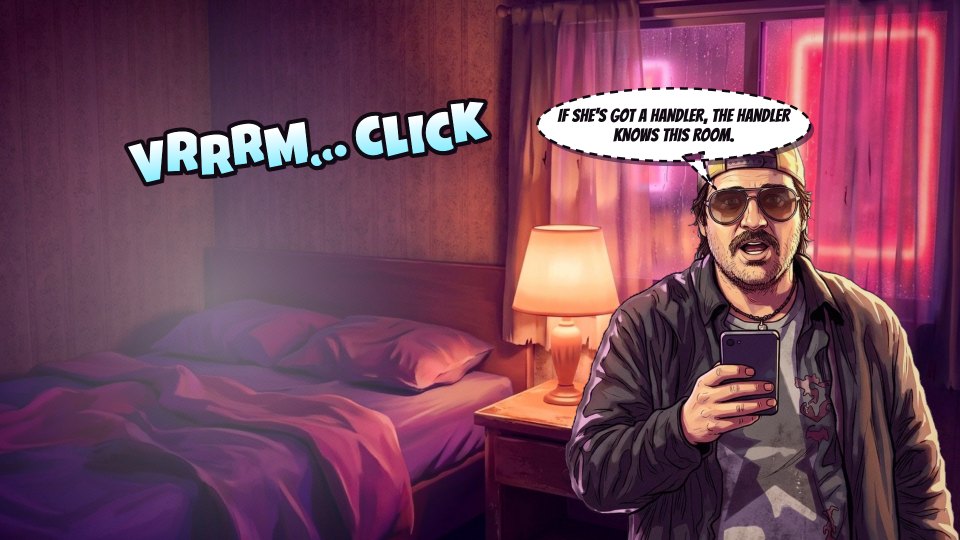 VRRRM... CLICK
IF SHE'S GOT A HANDLER, THE HANDLER
KNOWS THIS ROOM.